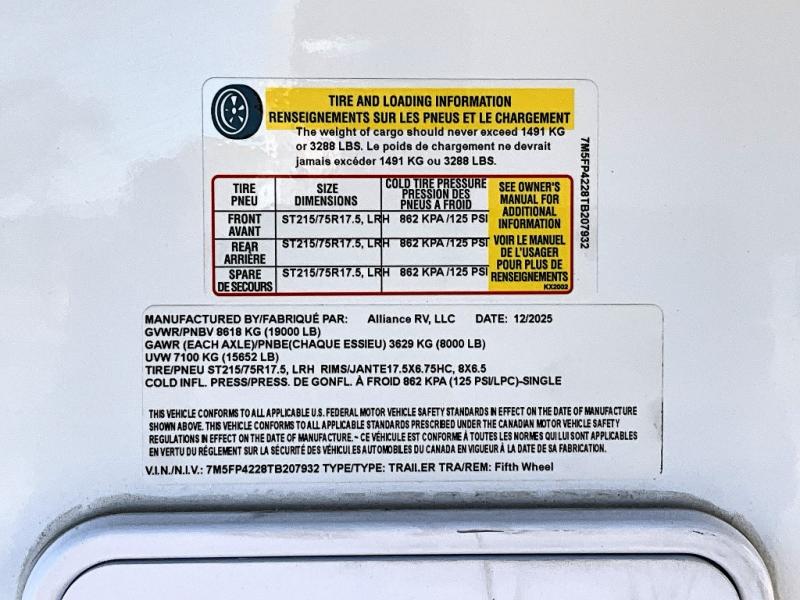 TIRE AND LOADING INFORMATION
RENSEIGNEMENTS SUR LES PNEUS ET LE CHARGEMENT
The weight of cargo should never exceed 1491 KG
or 3288 LBS. Le poids de chargement ne devrait
jamais excéder 1491 KG ou 3288 LBS.
7M5FP4228TB207932
TIRE
PNEU
SIZE
DIMENSIONS
COLD TIRE PRESSURE
PRESSION DES
PNEUS A FROID
FRONT
AVANT
ST215/75R17.5, LRH 862 KPA /125 PSI
REAR
ARRIÈRE
ST215/75R17.5, LRH 862 KPA /125 PSI
SPARE
DE SECOURS
ST215/75R17.5, LRH 862 KPA /125 PSI
SEE OWNER'S
MANUAL FOR
ADDITIONAL
INFORMATION
VOIR LE MANUEL
DE L'USAGER
POUR PLUS DE
RENSEIGNEMENTS
KX2002
MANUFACTURED BY/FABRIQUÉ PAR: Alliance RV, LLC DATE: 12/2025
GVWR/PNBV 8618 KG (19000 LB)
GAWR (EACH AXLE)/PNBE(CHAQUE ESSIEU) 3629 KG (8000 LB)
UVW 7100 KG (15652 LB)
TIRE/PNEU ST215/75R17.5, LRH RIMS/JANTE17.5X6.75HC, 8X6.5
COLD INFL. PRESS/PRESS. DE GONFL. À FROID 862 KPA (125 PSI/LPC)-SINGLE
THIS VEHICLE CONFORMS TO ALL APPLICABLE U.S. FEDERAL MOTOR VEHICLE SAFETY STANDARDS IN EFFECT ON THE DATE OF MANUFACTURE
SHOWN ABOVE. THIS VEHICLE CONFORMS TO ALL APPLICABLE STANDARDS PRESCRIBED UNDER THE CANADIAN MOTOR VEHICLE SAFETY
REGULATIONS IN EFFECT ON THE DATE OF MANUFACTURE. ~ CE VÉHICULE EST CONFORME À TOUTES LES NORMES QUI LUI SONT APPLICABLES
EN VERTU DU RÉGLEMENT SUR LA SÉCURITÉ DES VÉHICULES AUTOMOBILES DU CANADA EN VIGUEUR À LA DATE DE SA FABRICATION.
V.I.N./N.I.V.: 7M5FP4228TB207932 TYPE/TYPE: TRAILER TRA/REM: Fifth Wheel